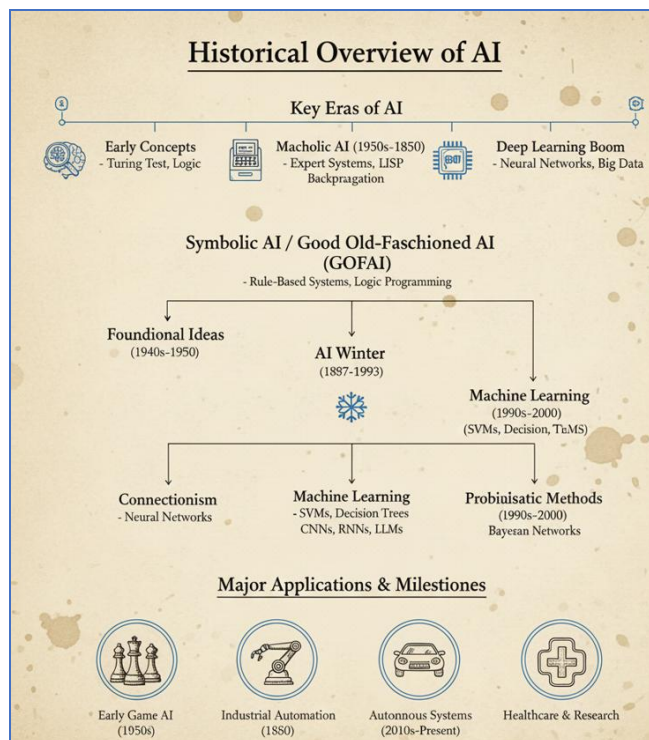 Historical Overview of AI
Key Eras of AI
Early Concepts
- Turing Test, Logic
Macholic AI (1950s-1850)
- Expert Systems, LISP
Backpragation
Deep Learning Boom
- Neural Networks, Big Data
Symbolic AI / Good Old-Faschioned AI
(GOFAI)
- Rule-Based Systems, Logic Programming
Foundional Ideas
(1940s-1950)
AI Winter
(1887-1993)
Machine Learning
(1990s-2000)
(SVMs, Decision,
Connectionism
- Neural Networks
Machine Learning
- SVMs, Decision Trees
CNNs, RNNs, LLMs
Probiuisatic Methods
(1990s-2000)
Bayesan Networks
Major Applications & Milestiones
Early Game AI
(1950s)
Industrial Automation
(1880)
Autonnous Systems
(2010s-Present)
Healthcare & Research